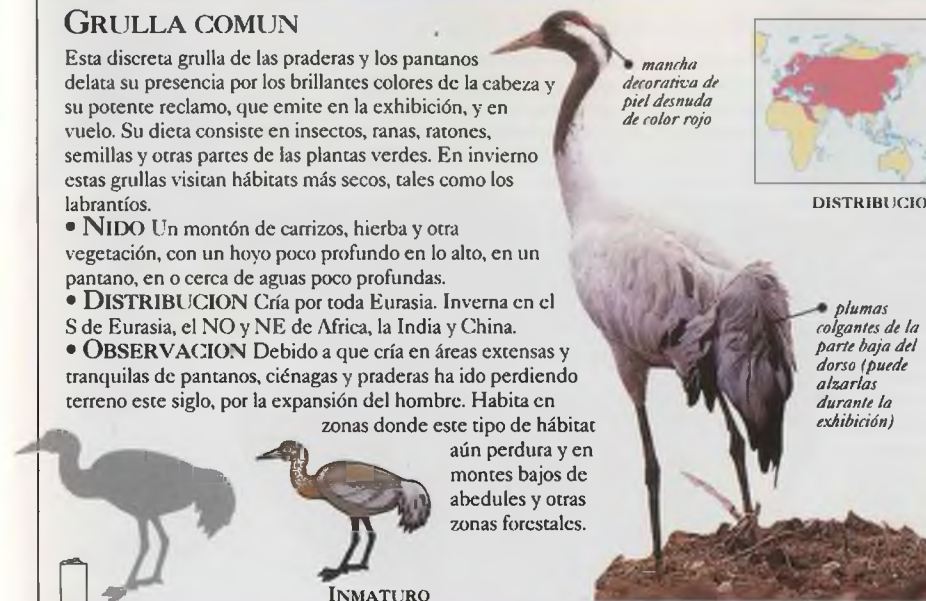 GRULLA COMUN
Esta discreta grulla de las praderas y los pantanos
delata su presencia por los brillantes colores de la cabeza y
su potente reclamo, que emite en la exhibición, y en
vuelo. Su dieta consiste en insectos, ranas, ratones,
semillas y otras partes de las plantas verdes. En invierno
estas grullas visitan hábitats más secos, tales como los
labrantíos.
• NIDO Un montón de carrizos, hierba y otra
vegetación, con un hoyo poco profundo en lo alto, en un
pantano, en o cerca de aguas poco profundas.
• DISTRIBUCION Cría por toda Eurasia. Inverna en el
S de Eurasia, el NO y NE de Africa, la India y China.
• OBSERVACION Debido a que cría en áreas extensas y
tranquilas de pantanos, ciénagas y praderas ha ido perdiendo
terreno este siglo, por la expansión del hombre. Habita en
zonas donde este tipo de hábitat
aún perdura y en
montes bajos de
abedules y otras
zonas forestales.
INMATURO
mancha
decorativa de
piel desnuda
de color rojo
DISTRIBUCIO
plumas
colgantes de la
parte baja del
dorso (puede
alzarlas
durante la
exhibición)